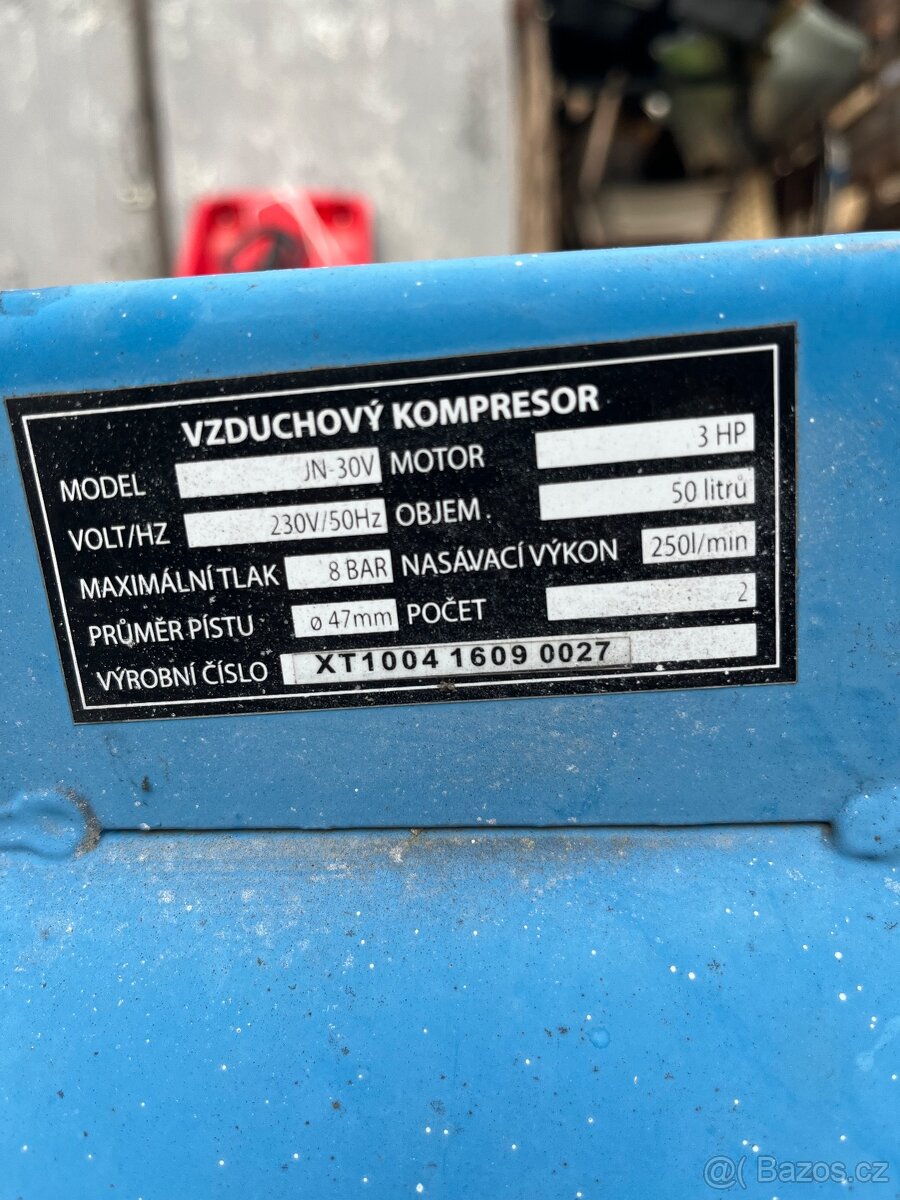 VZDUCHOVÝ KOMPRESOR
MODEL JN-30V MOTOR 3 HP
VOLT/HZ 230V/50Hz OBJEM. 50 litrů
MAXIMÁLNÍ TLAK 8 BAR NASÁVACÍ VÝKON 250l/min
PRŮMĚR PÍSTU ø 47mm POČET 2
VÝROBNÍ ČÍSLO XT1004 1609 0027
@( Bazos.cz